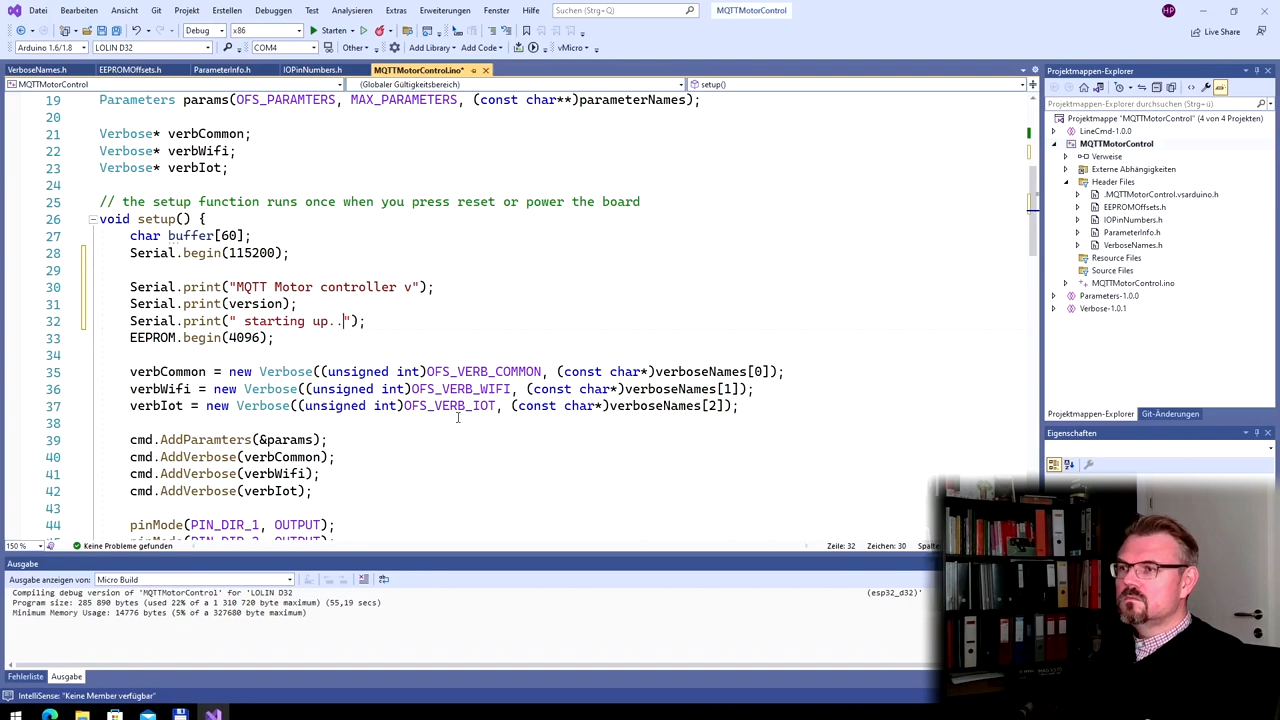 Datei Bearbeiten Ansicht Git Projekt Erstellen Debuggen Test Analysieren Extras Erweiterungen Fenster Hilfe Suchen (Strg+Q) MQTTMotorControl HP
Debug x86 Starten Live Share
Arduino 1.6/1.8 LOLIN D32 COM4 Other Add Library Add Code vMicro
VerboseNames.h EEPROMOffsets.h ParameterInfo.h IOPinNumbers.h MQTTMotorControl.ino*
MQTTMotorControl (Globaler Gültigkeitsbereich) setup()
19 Parameters params(OFS_PARAMTERS, MAX_PARAMETERS, (const char**)parameterNames);
20
21 Verbose* verbCommon;
22 Verbose* verbWifi;
23 Verbose* verbIot;
24
25 // the setup function runs once when you press reset or power the board
26 void setup() {
27 char buffer[60];
28 Serial.begin(115200);
29
30 Serial.print("MQTT Motor controller v");
31 Serial.print(version);
32 Serial.print(" starting up..");
33 EEPROM.begin(4096);
34
35 verbCommon = new Verbose((unsigned int)OFS_VERB_COMMON, (const char*)verboseNames[0]);
36 verbWifi = new Verbose((unsigned int)OFS_VERB_WIFI, (const char*)verboseNames[1]);
37 verbIot = new Verbose((unsigned int)OFS_VERB_IOT, (const char*)verboseNames[2]);
38
39 cmd.AddParamters(&params);
40 cmd.AddVerbose(verbCommon);
41 cmd.AddVerbose(verbWifi);
42 cmd.AddVerbose(verbIot);
43
44 pinMode(PIN_DIR_1, OUTPUT);
150 % Keine Probleme gefunden Zeile: 32 Zeichen: 30 Spalte
Ausgabe
Ausgabe anzeigen von: Micro Build
Compiling debug version of 'MQTTMotorControl' for 'LOLIN D32 (esp32_d32)'
Program size: 285 890 bytes (used 22% of a 1 310 720 byte maximum) (55,19 secs)
Minimum Memory Usage: 14776 bytes (5% of a 327680 byte maximum)
Fehlerliste Ausgabe
IntelliSense: "Keine Member verfügbar"
Projektmappen-Explorer
Projektmappen-Explorer durchsuchen (Strg+ü)
Projektmappe "MQTTMotorControl" (4 von 4 Projekten)
LineCmd-1.0.0
MQTTMotorControl
Verweise
Externe Abhängigkeiten
Header Files
.MQTTMotorControl.vsarduino.h
EEPROMOffsets.h
IOPinNumbers.h
ParameterInfo.h
VerboseNames.h
Resource Files
Source Files
MQTTMotorControl.ino
Parameters-1.0.0
Verbose-1.0.1
Projektmappen-Explorer Git-Änderungen
Eigenschaften